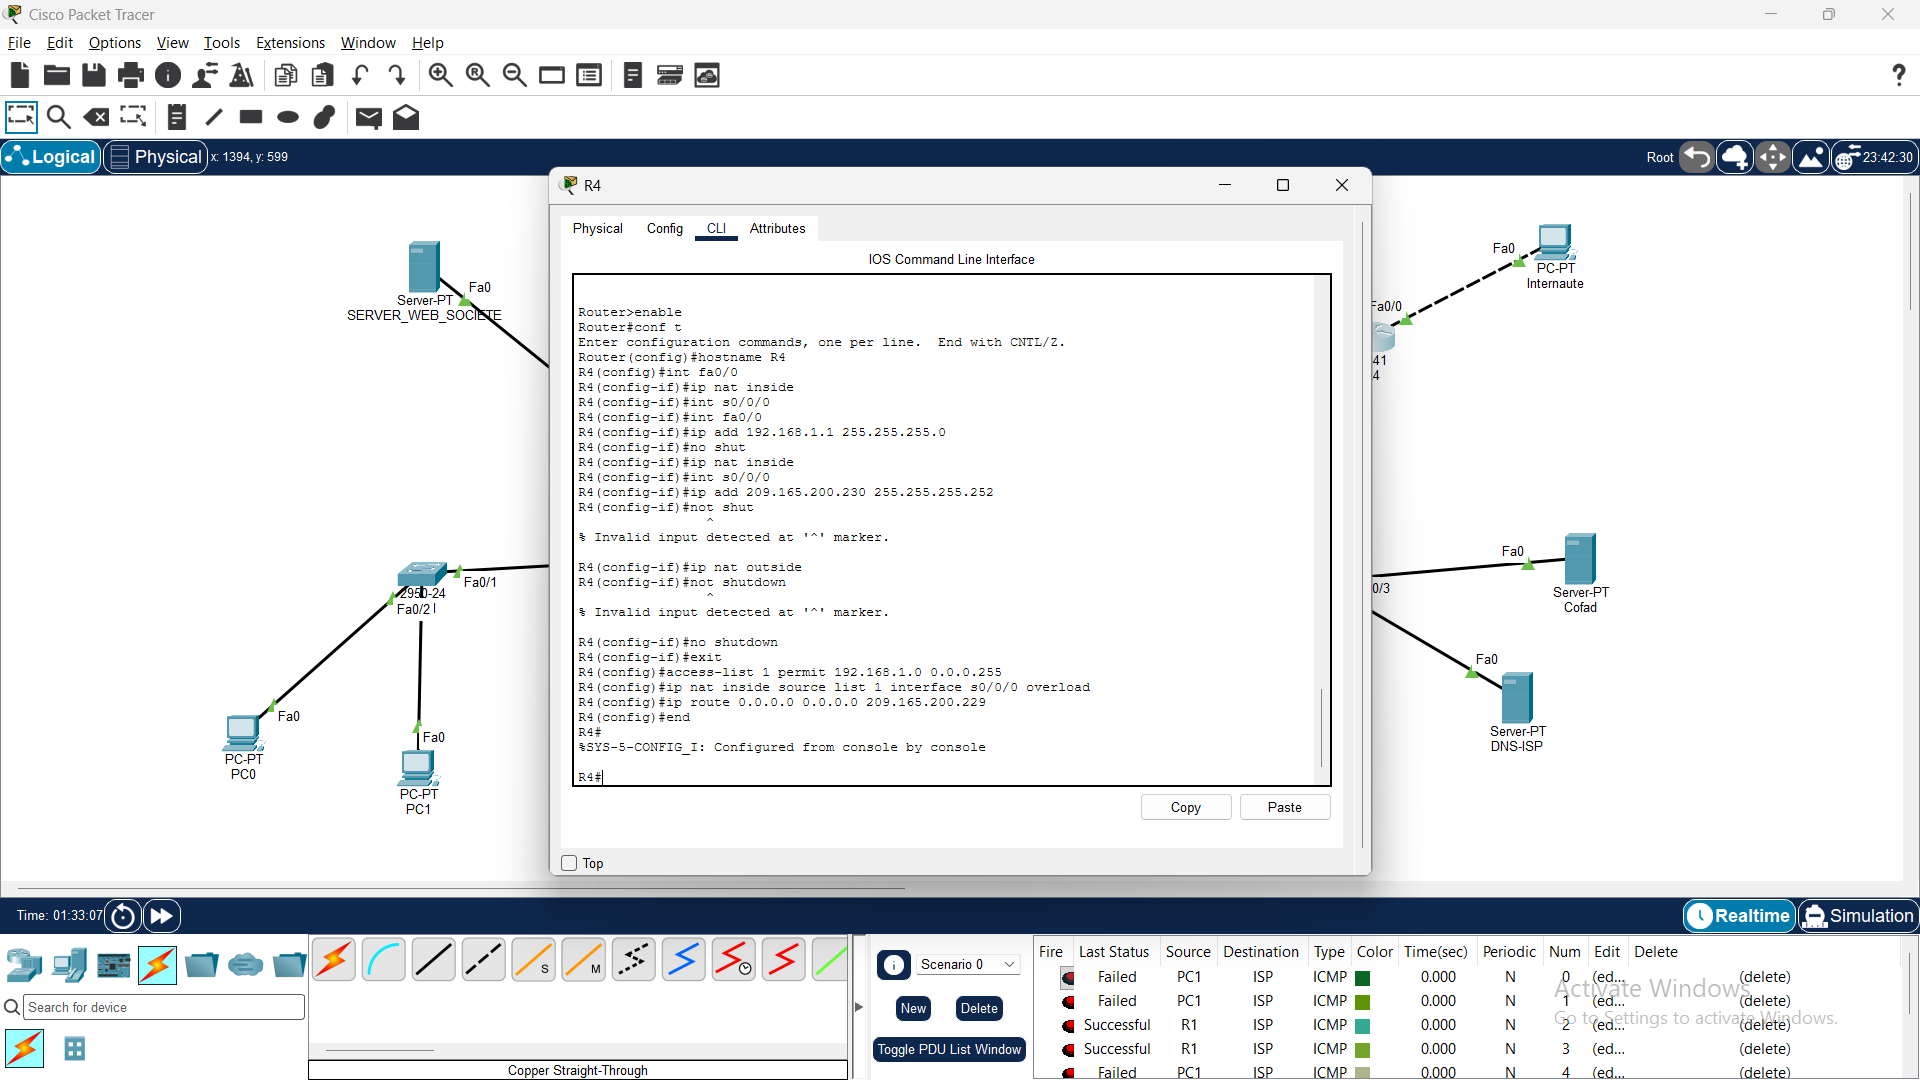 Cisco Packet Tracer
File Edit Options View Tools Extensions Window Help
Logical Physical x: 1394, y: 599 Root 23:42:30
R4
Physical Config CLI Attributes
IOS Command Line Interface
Router>enable
Router#conf t
Enter configuration commands, one per line.  End with CNTL/Z.
Router(config)#hostname R4
R4(config)#int fa0/0
R4(config-if)#ip nat inside
R4(config-if)#int s0/0/0
R4(config-if)#int fa0/0
R4(config-if)#ip add 192.168.1.1 255.255.255.0
R4(config-if)#no shut
R4(config-if)#ip nat inside
R4(config-if)#int s0/0/0
R4(config-if)#ip add 209.165.200.230 255.255.255.252
R4(config-if)#not shut
^
% Invalid input detected at '^' marker.
R4(config-if)#ip nat outside
R4(config-if)#not shutdown
^
% Invalid input detected at '^' marker.
R4(config-if)#no shutdown
R4(config-if)#exit
R4(config)#access-list 1 permit 192.168.1.0 0.0.0.255
R4(config)#ip nat inside source list 1 interface s0/0/0 overload
R4(config)#ip route 0.0.0.0 0.0.0.0 209.165.200.229
R4(config)#end
R4#
%SYS-5-CONFIG_I: Configured from console by console
R4#
Copy Paste
Top
Fa0
Server-PT
SERVER_WEB_SOCIETE
Fa0/1
2950-24
Fa0/2
Fa0
PC-PT
PC0
Fa0
PC-PT
PC1
Fa0
PC-PT
Internaute
Fa0/0
41
4
Fa0
0/3
Server-PT
Cofad
Fa0
Server-PT
DNS-ISP
Time: 01:33:07 Realtime Simulation
Search for device
S M
Copper Straight-Through
Scenario 0
New Delete
Toggle PDU List Window
Fire Last Status Source Destination Type Color Time(sec) Periodic Num Edit Delete
Failed PC1 ISP ICMP 0.000 N 0 (ed... (delete)
Failed PC1 ISP ICMP 0.000 N 1 (ed... (delete)
Successful R1 ISP ICMP 0.000 N 2 (ed... (delete)
Successful R1 ISP ICMP 0.000 N 3 (ed... (delete)
Failed PC1 ISP ICMP 0.000 N 4 (ed... (delete)
Activate Windows
Go to Settings to activate Windows.